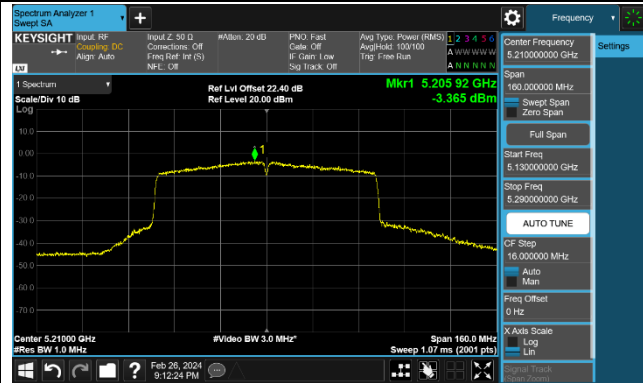 Spectrum Analyzer 1
Swept SA
Frequency
KEYSIGHT
Input: RF
Coupling: DC
Align: Auto
Input Z: 50 Ω
Corrections: Off
Freq Ref: Int (S)
NFE: Off
#Atten: 20 dB
PNO: Fast
Gate: Off
IF Gain: Low
Sig Track: Off
Avg Type: Power (RMS)
Avg|Hold: 100/100
Trig: Free Run
1 2 3 4 5 6
A W W W W W
A N N N N N
LXI
1 Spectrum
Scale/Div 10 dB
Log
Ref Lvl Offset 22.40 dB
Ref Level 20.00 dBm
Mkr1 5.205 92 GHz
-3.365 dBm
1
10.0
0.00
-10.0
-20.0
-30.0
-40.0
-50.0
-60.0
-70.0
Center 5.21000 GHz
#Res BW 1.0 MHz
#Video BW 3.0 MHz*
Span 160.0 MHz
Sweep 1.07 ms (2001 pts)
Feb 26, 2024
9:12:24 PM
Center Frequency
5.210000000 GHz
Span
160.000000 MHz
Swept Span
Zero Span
Full Span
Start Freq
5.130000000 GHz
Stop Freq
5.290000000 GHz
AUTO TUNE
CF Step
16.000000 MHz
Auto
Man
Freq Offset
0 Hz
X Axis Scale
Log
Lin
Signal Track
(Span Zoom)
Settings